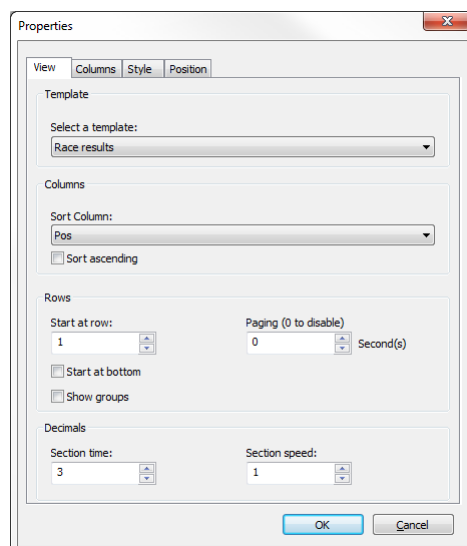 Properties
View Columns Style Position
Template
Select a template:
Race results
Columns
Sort Column:
Pos
Sort ascending
Rows
Start at row: Paging (0 to disable)
1 0 Second(s)
Start at bottom
Show groups
Decimals
Section time: Section speed:
3 1
OK Cancel